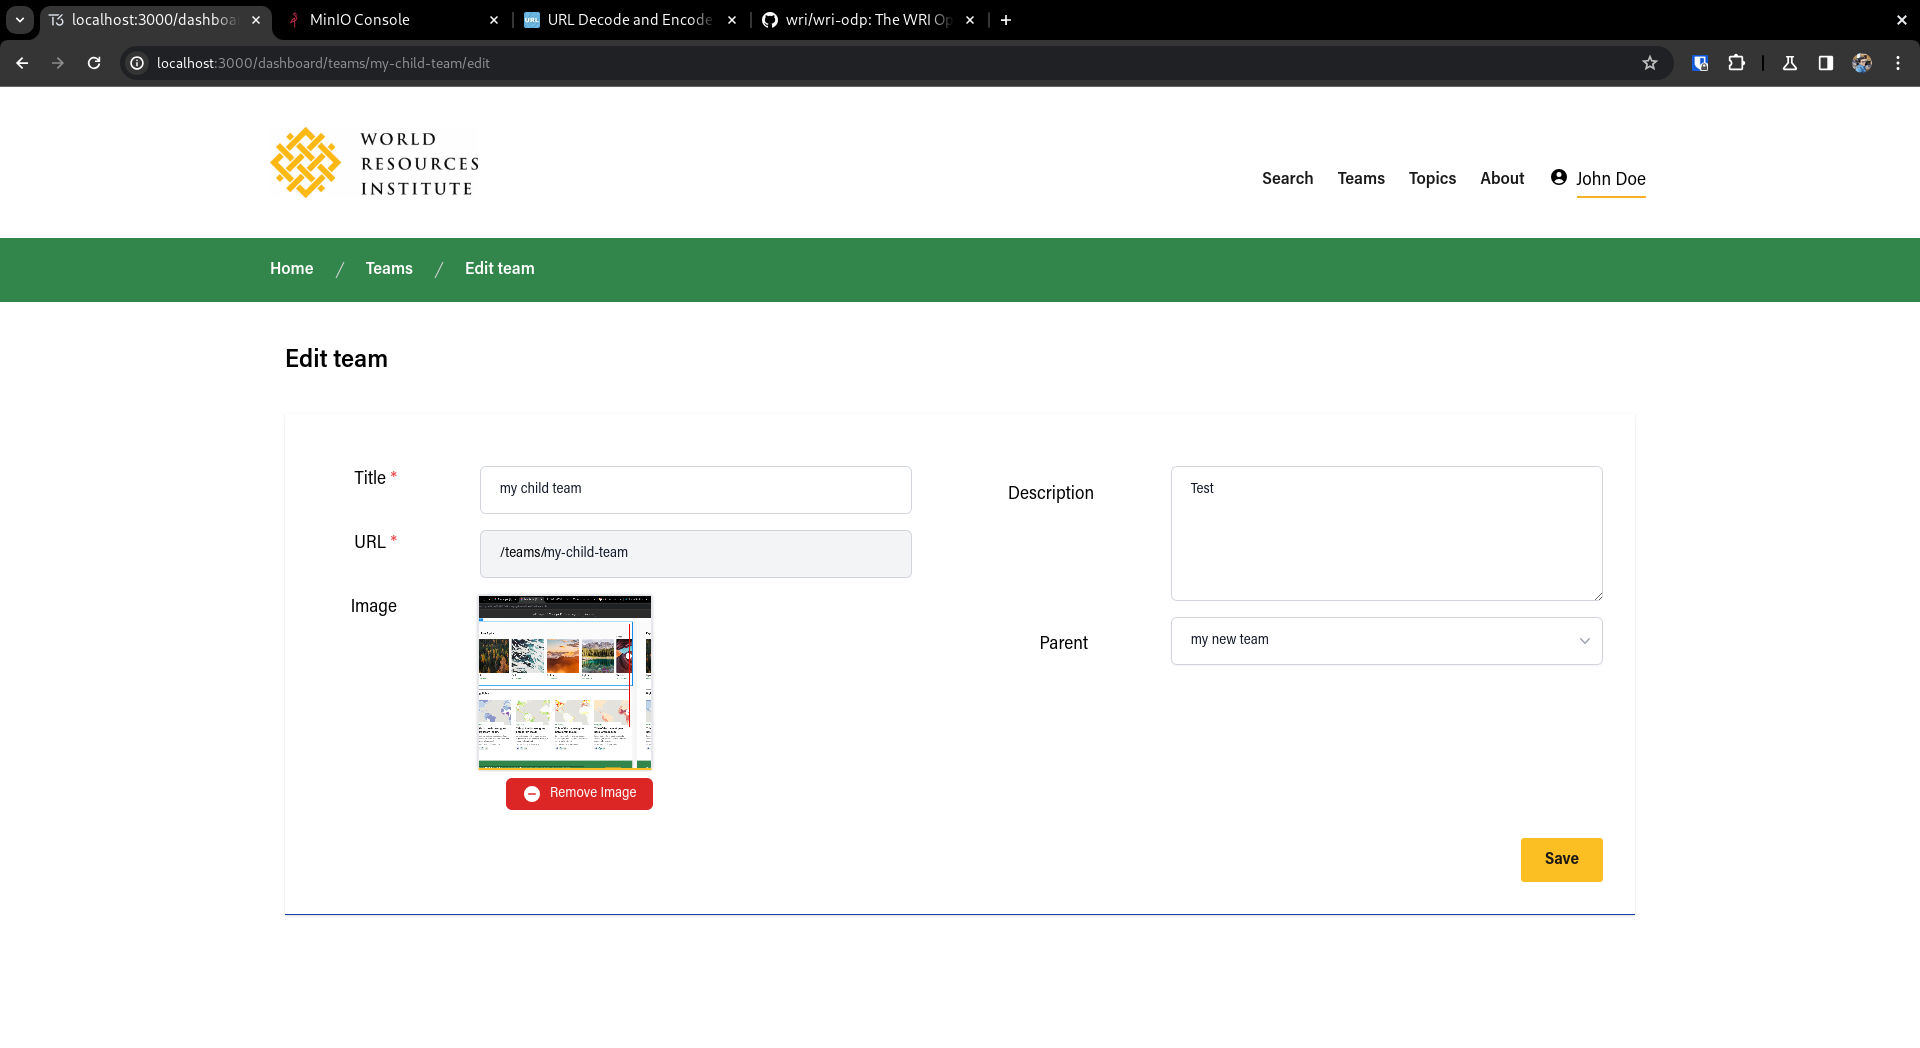 localhost:3000/dashboa
MinIO Console
URL Decode and Encode
wri/wri-odp: The WRI Op
localhost:3000/dashboard/teams/my-child-team/edit
WORLD
RESOURCES
INSTITUTE
Search
Teams
Topics
About
John Doe
Home / Teams / Edit team
Edit team
Title *
my child team
URL *
/teams/my-child-team
Image
Remove Image
Description
Test
Parent
my new team
Save